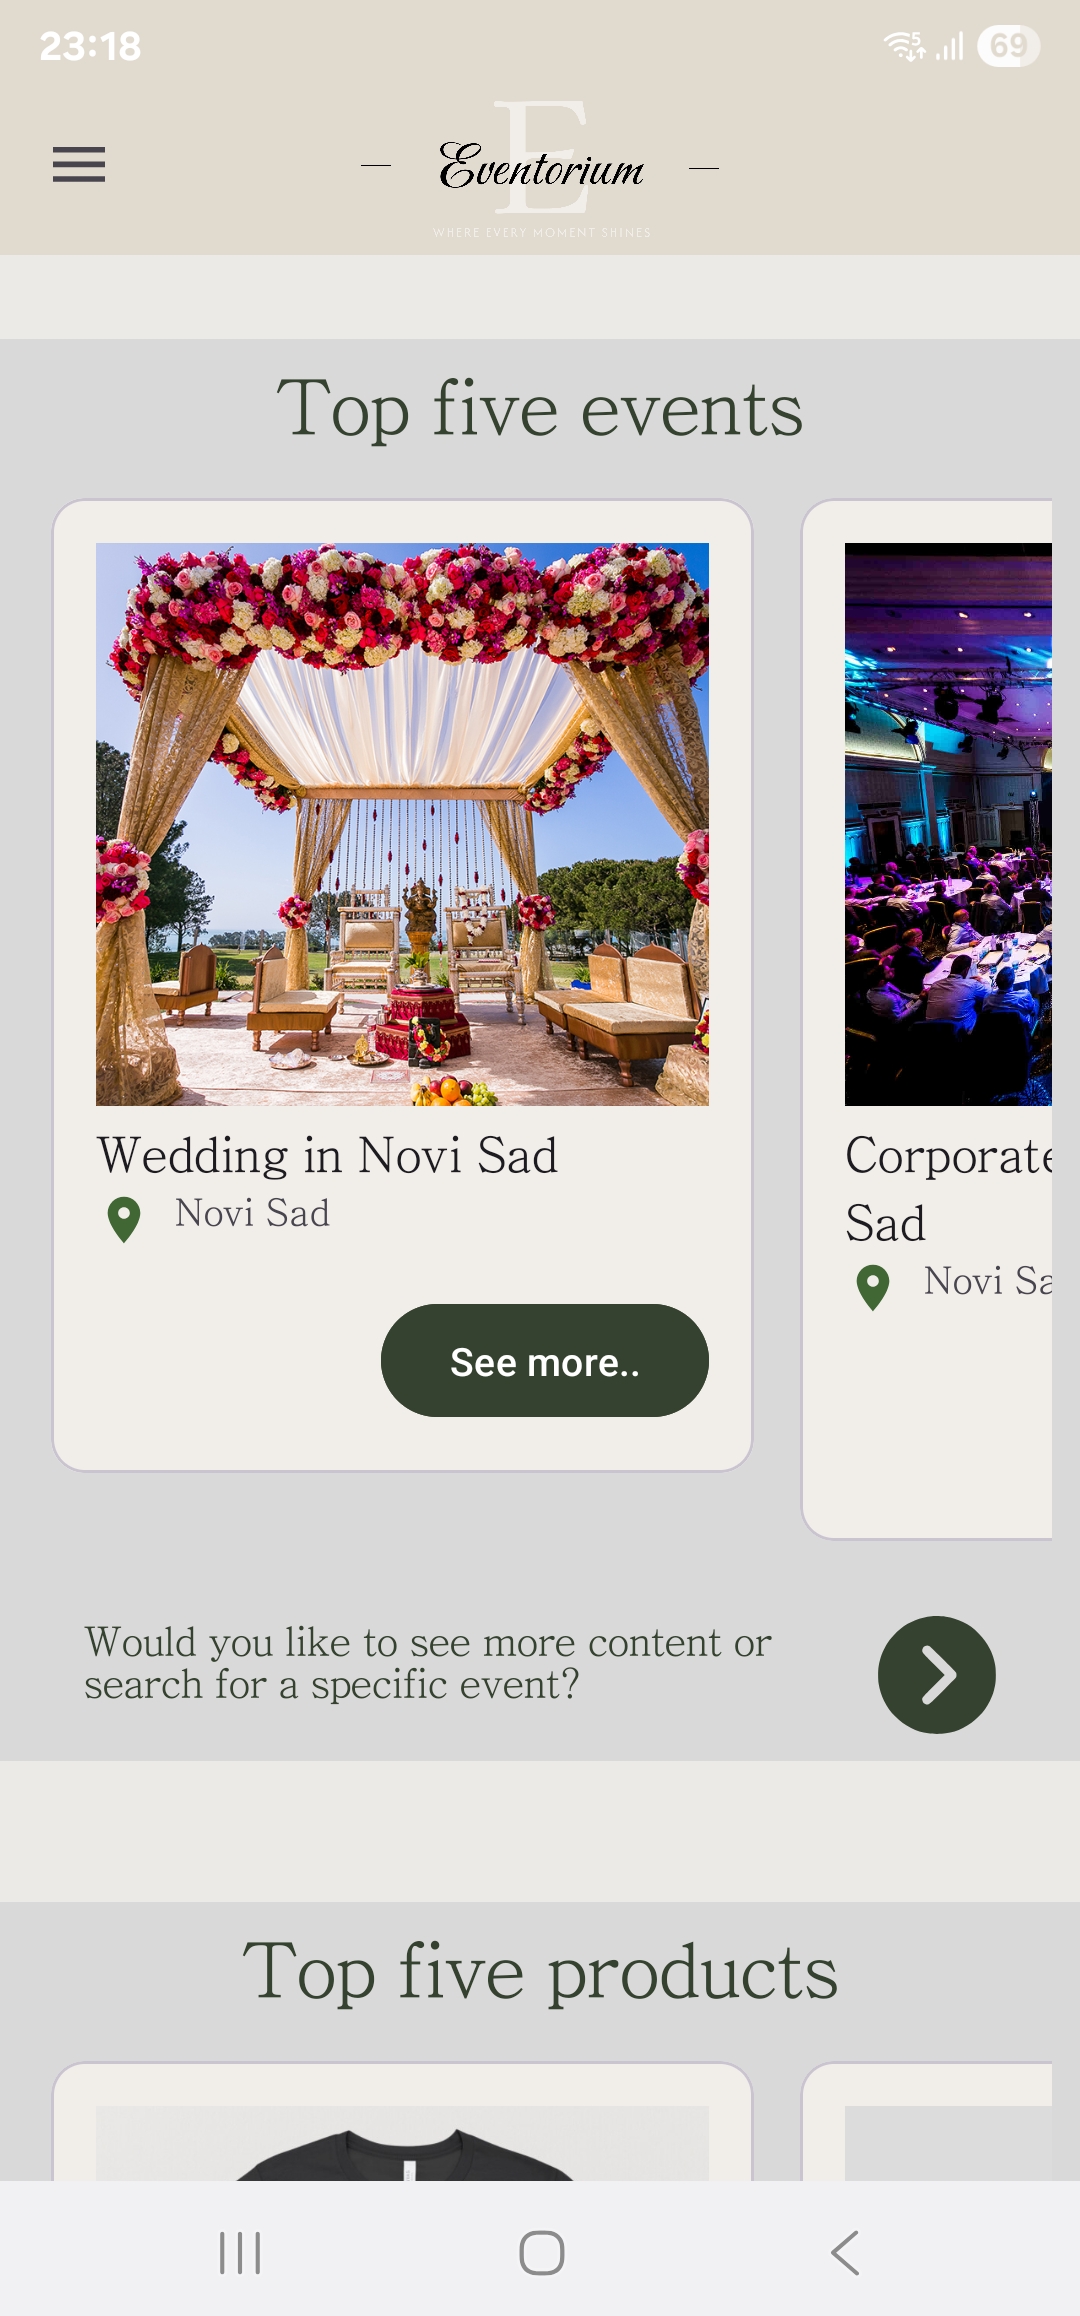 23:18
5
69
E
Eventorium
WHERE EVERY MOMENT SHINES
Top five events
Wedding in Novi Sad
Novi Sad
See more..
Corporate
Sad
Novi Sa
Would you like to see more content or
search for a specific event?
Top five products